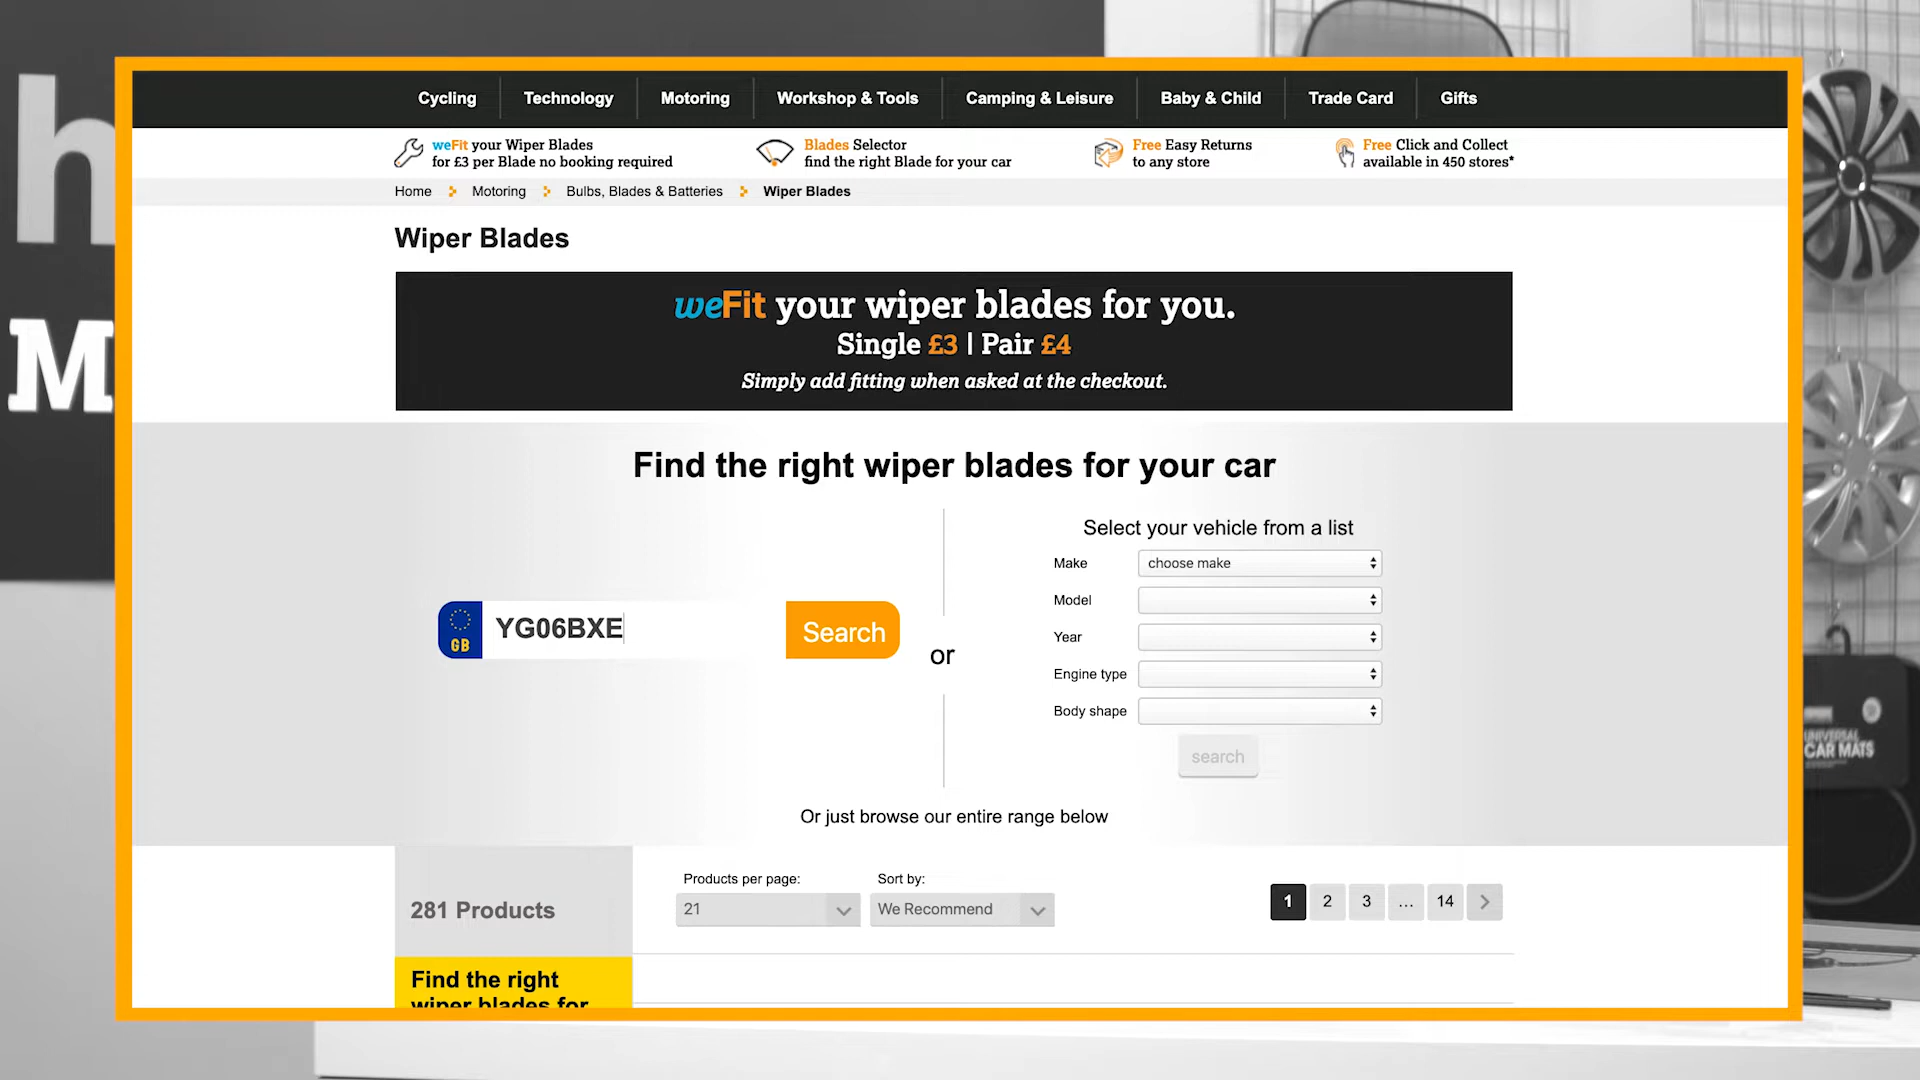 h
M
Cycling
Technology
Motoring
Workshop & Tools
Camping & Leisure
Baby & Child
Trade Card
Gifts
weFit your Wiper Blades
for £3 per Blade no booking required
Blades Selector
find the right Blade for your car
Free Easy Returns
to any store
Free Click and Collect
available in 450 stores*
Home
Motoring
Bulbs, Blades & Batteries
Wiper Blades
Wiper Blades
weFit your wiper blades for you.
Single £3 | Pair £4
Simply add fitting when asked at the checkout.
Find the right wiper blades for your car
GB
YG06BXE
Search
or
Select your vehicle from a list
Make
choose make
Model
Year
Engine type
Body shape
search
Or just browse our entire range below
281 Products
Products per page:
21
Sort by:
We Recommend
1 2 3 ... 14
Find the right
wiper blades for
UNIVERSAL
CAR MATS